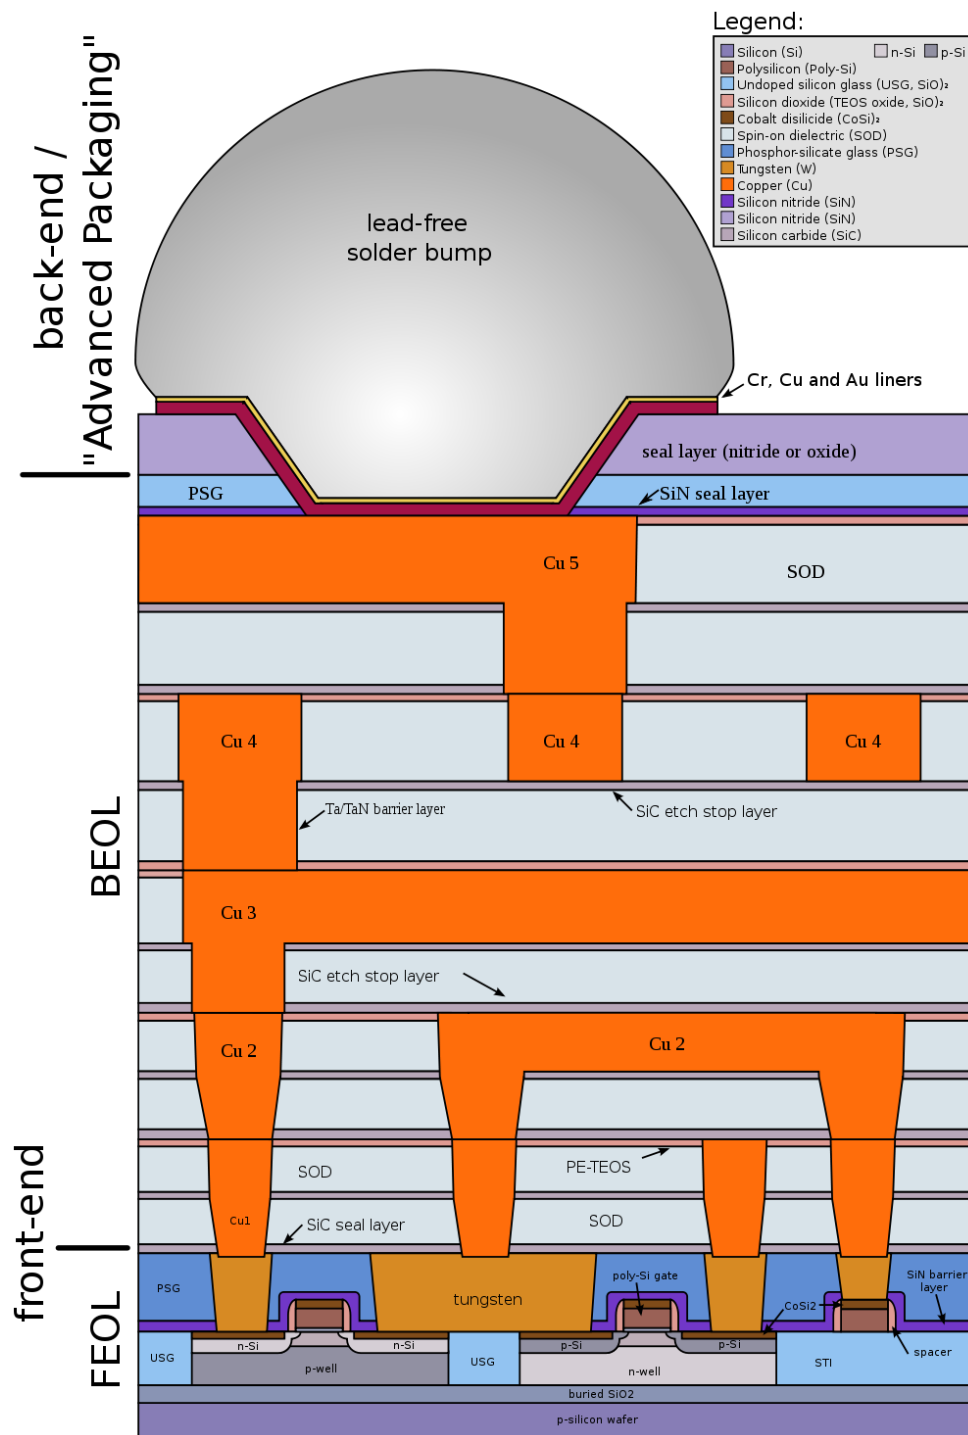 Legend:
Silicon (Si)
n-Si
p-Si
Polysilicon (Poly-Si)
Undoped silicon glass (USG, SiO)₂
Silicon dioxide (TEOS oxide, SiO)₂
Cobalt disilicide (CoSi)₂
Spin-on dielectric (SOD)
Phosphor-silicate glass (PSG)
Tungsten (W)
Copper (Cu)
Silicon nitride (SiN)
Silicon nitride (SiN)
Silicon carbide (SiC)
back-end /
"Advanced Packaging"
lead-free
solder bump
Cr, Cu and Au liners
seal layer (nitride or oxide)
PSG
SiN seal layer
Cu 5
SOD
Cu 4
Cu 4
Cu 4
Ta/TaN barrier layer
SiC etch stop layer
BEOL
Cu 3
SiC etch stop layer
Cu 2
Cu 2
front-end
SOD
PE-TEOS
Cu1
SiC seal layer
SOD
FEOL
PSG
tungsten
poly-Si gate
CoSi2
SiN barrier
layer
spacer
USG
n-Si
n-Si
p-well
USG
p-Si
p-Si
n-well
STI
buried SiO2
p-silicon wafer